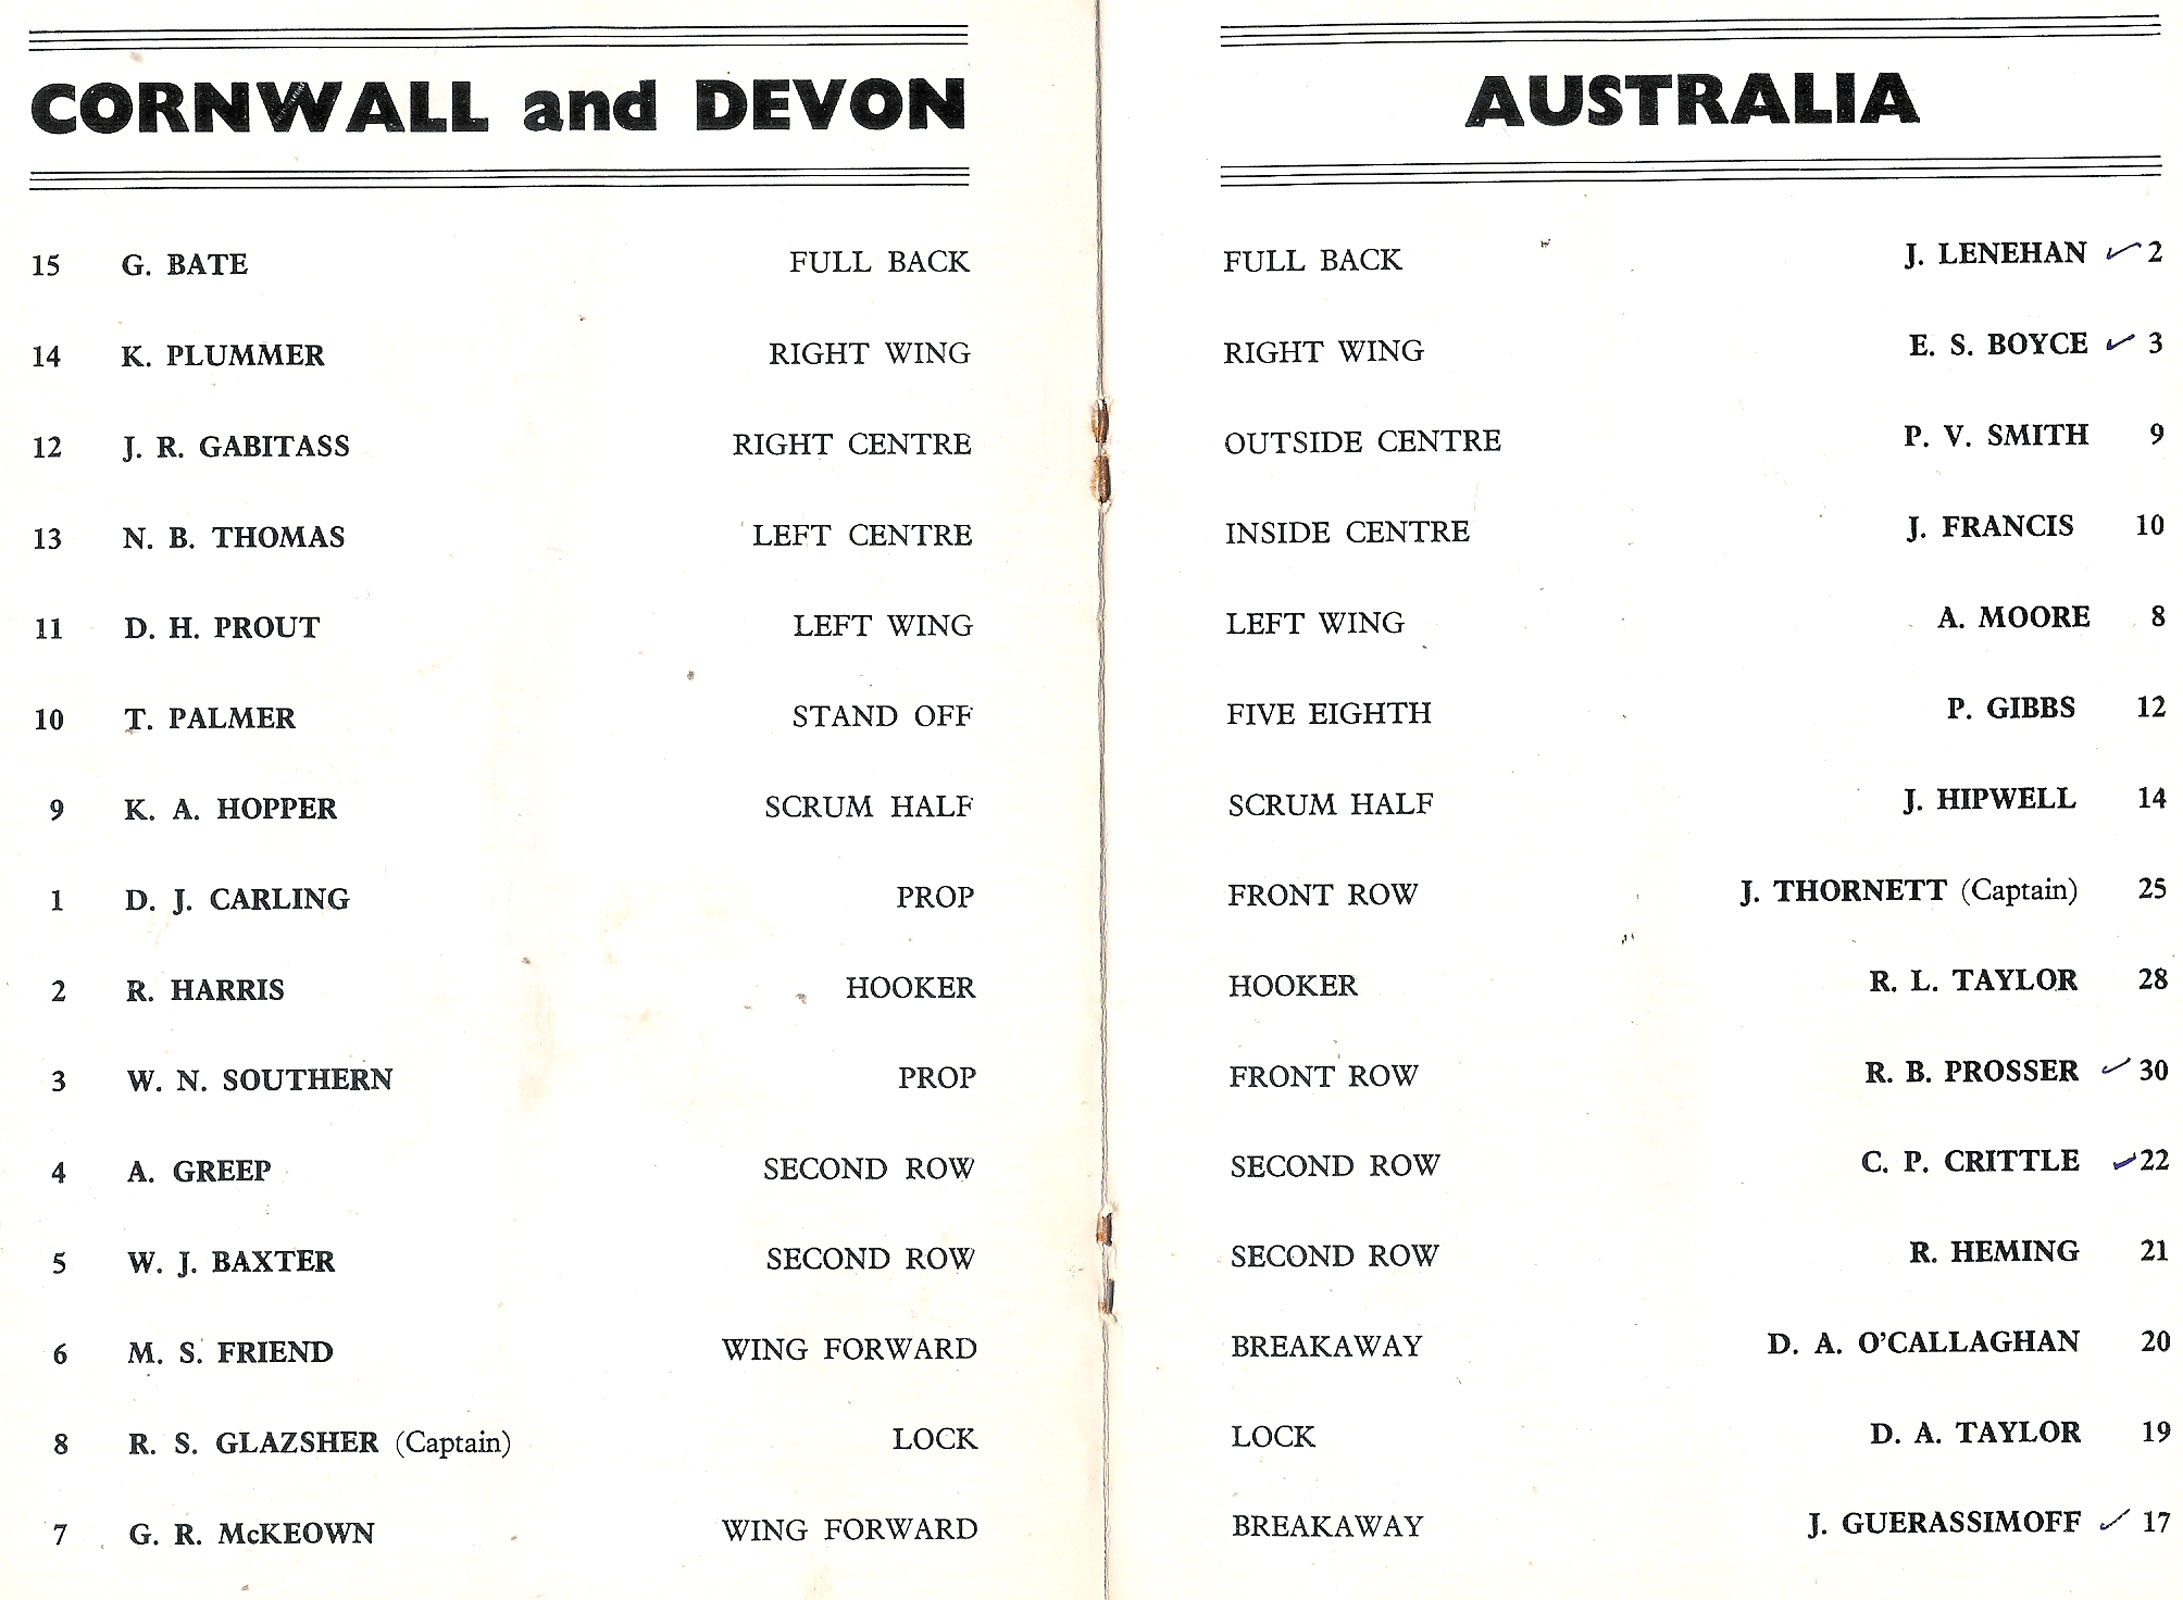 CORNWALL and DEVON
15 G. BATE FULL BACK
14 K. PLUMMER RIGHT WING
12 J. R. GABITASS RIGHT CENTRE
13 N. B. THOMAS LEFT CENTRE
11 D. H. PROUT LEFT WING
10 T. PALMER STAND OFF
9 K. A. HOPPER SCRUM HALF
1 D. J. CARLING PROP
2 R. HARRIS HOOKER
3 W. N. SOUTHERN PROP
4 A. GREEP SECOND ROW
5 W. J. BAXTER SECOND ROW
6 M. S. FRIEND WING FORWARD
8 R. S. GLAZSHER (Captain) LOCK
7 G. R. McKEOWN WING FORWARD
AUSTRALIA
FULL BACK J. LENEHAN ✓ 2
RIGHT WING E. S. BOYCE ✓ 3
OUTSIDE CENTRE P. V. SMITH 9
INSIDE CENTRE J. FRANCIS 10
LEFT WING A. MOORE 8
FIVE EIGHTH P. GIBBS 12
SCRUM HALF J. HIPWELL 14
FRONT ROW J. THORNETT (Captain) 25
HOOKER R. L. TAYLOR 28
FRONT ROW R. B. PROSSER ✓ 30
SECOND ROW C. P. CRITTLE ✓ 22
SECOND ROW R. HEMING 21
BREAKAWAY D. A. O'CALLAGHAN 20
LOCK D. A. TAYLOR 19
BREAKAWAY J. GUERASSIMOFF ✓ 17